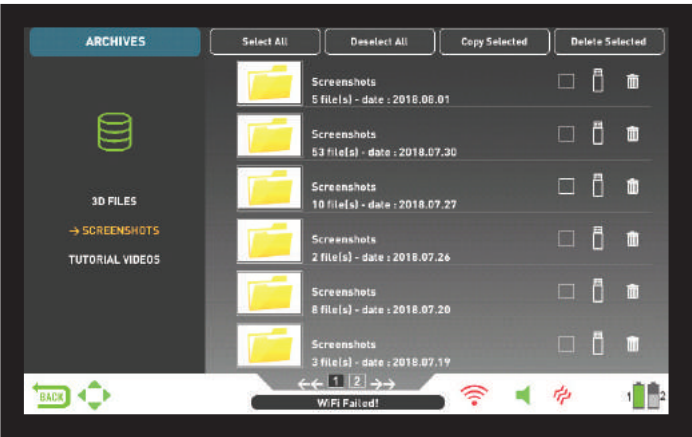 ARCHIVES
Select All
Deselect All
Copy Selected
Delete Selected
Screenshots
5 file(s) - date : 2018.08.01
Screenshots
53 file(s) - date : 2018.07.30
Screenshots
10 file(s) - date : 2018.07.27
Screenshots
2 file(s) - date : 2018.07.26
Screenshots
8 file(s) - date : 2018.07.20
Screenshots
3 file(s) - date : 2018.07.19
3D FILES
→ SCREENSHOTS
TUTORIAL VIDEOS
←← 1 2 →→
WiFi Failed!
BACK
1 2